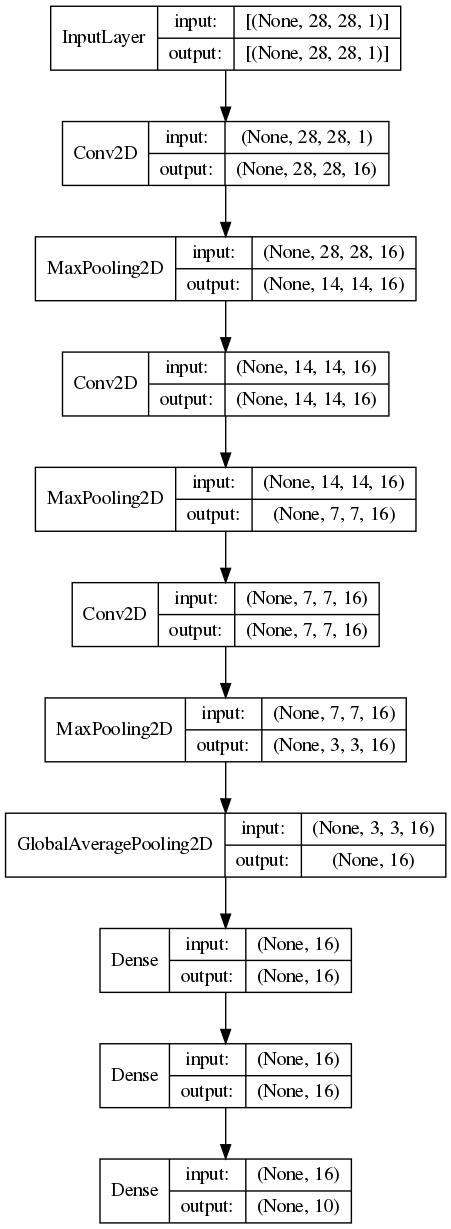 InputLayer
input: [(None, 28, 28, 1)]
output: [(None, 28, 28, 1)]
Conv2D
input: (None, 28, 28, 1)
output: (None, 28, 28, 16)
MaxPooling2D
input: (None, 28, 28, 16)
output: (None, 14, 14, 16)
Conv2D
input: (None, 14, 14, 16)
output: (None, 14, 14, 16)
MaxPooling2D
input: (None, 14, 14, 16)
output: (None, 7, 7, 16)
Conv2D
input: (None, 7, 7, 16)
output: (None, 7, 7, 16)
MaxPooling2D
input: (None, 7, 7, 16)
output: (None, 3, 3, 16)
GlobalAveragePooling2D
input: (None, 3, 3, 16)
output: (None, 16)
Dense
input: (None, 16)
output: (None, 16)
Dense
input: (None, 16)
output: (None, 16)
Dense
input: (None, 16)
output: (None, 10)